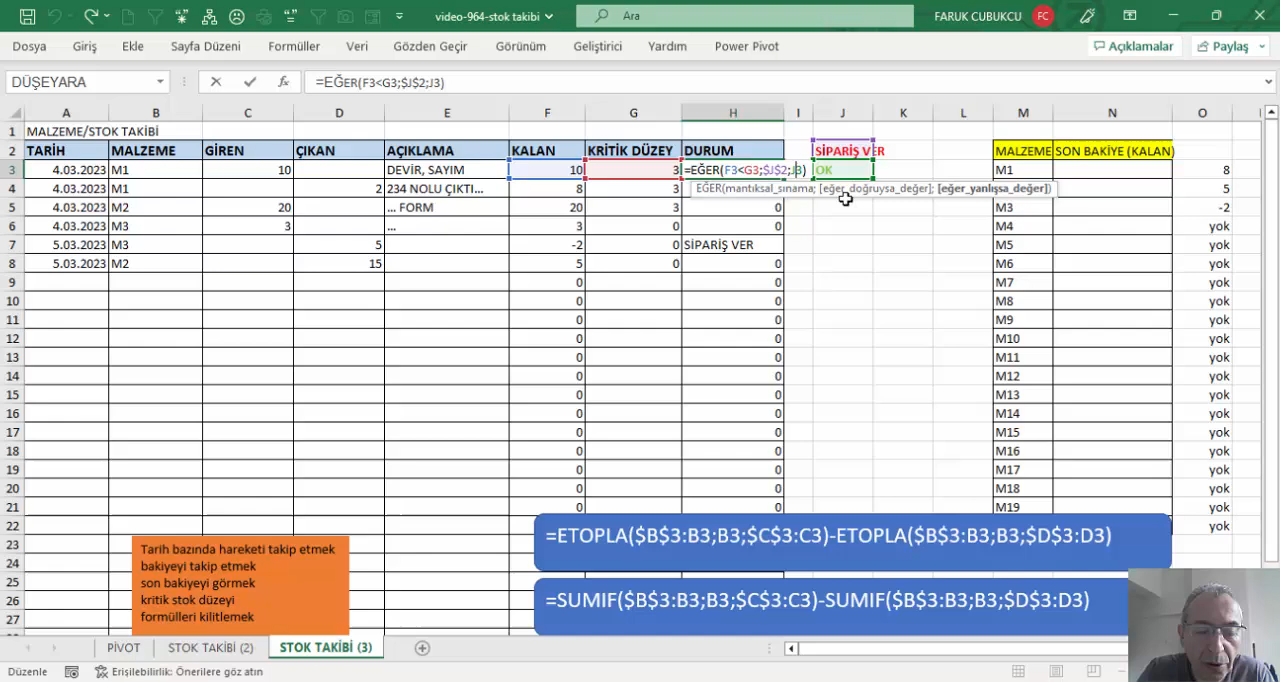 video-964-stok takibi
Ara
FARUK CUBUKCU
FC
Dosya Giriş Ekle Sayfa Düzeni Formüller Veri Gözden Geçir Görünüm Geliştirici Yardım Power Pivot Açıklamalar Paylaş
DÜŞEYARA =EĞER(F3<G3;$J$2;J3)
A B C D E F G H I J K L M N O
1 MALZEME/STOK TAKİBİ
2 TARİH MALZEME GİREN ÇIKAN AÇIKLAMA KALAN KRİTİK DÜZEY DURUM SİPARİŞ VER MALZEME SON BAKİYE (KALAN)
3 4.03.2023 M1 10 DEVİR, SAYIM 10 3 =EĞER(F3<G3;$J$2;J3) OK M1 8
EĞER(mantıksal_sınama; [eğer_doğruysa_değer]; [eğer_yanlışsa_değer])
4 4.03.2023 M1 2 234 NOLU ÇIKTI... 8 3 5
5 4.03.2023 M2 20 ... FORM 20 3 0 M3 -2
6 4.03.2023 M3 3 ... 3 0 0 M4 yok
7 5.03.2023 M3 5 -2 0 SİPARİŞ VER M5 yok
8 5.03.2023 M2 15 5 0 0 M6 yok
9 0 0 M7 yok
10 0 0 M8 yok
11 0 0 M9 yok
12 0 0 M10 yok
13 0 0 M11 yok
14 0 0 M12 yok
15 0 0 M13 yok
16 0 0 M14 yok
17 0 0 M15 yok
18 0 0 M16 yok
19 0 0 M17 yok
20 0 0 M18 yok
21 0 0 M19 yok
22 yok
23
24
25
26
27
=ETOPLA($B$3:B3;B3;$C$3:C3)-ETOPLA($B$3:B3;B3;$D$3:D3)
=SUMIF($B$3:B3;B3;$C$3:C3)-SUMIF($B$3:B3;B3;$D$3:D3)
Tarih bazında hareketi takip etmek
bakiyeyi takip etmek
son bakiyeyi görmek
kritik stok düzeyi
formülleri kilitlemek
PİVOT STOK TAKİBİ (2) STOK TAKİBİ (3)
Düzenle Erişilebilirlik: Önerilere göz atın